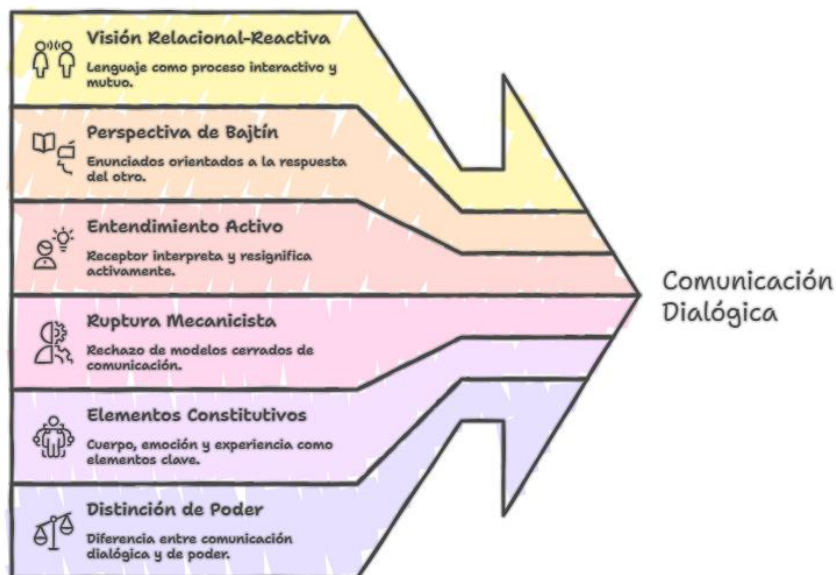 Visión Relacional-Reactiva
Lenguaje como proceso interactivo y
mutuo.
Perspectiva de Bajtín
Enunciados orientados a la respuesta
del otro.
Entendimiento Activo
Receptor interpreta y resignifica
activamente.
Ruptura Mecanicista
Rechazo de modelos cerrados de
comunicación.
Elementos Constitutivos
Cuerpo, emoción y experiencia como
elementos clave.
Distinción de Poder
Diferencia entre comunicación
dialógica y de poder.
Comunicación
Dialógica